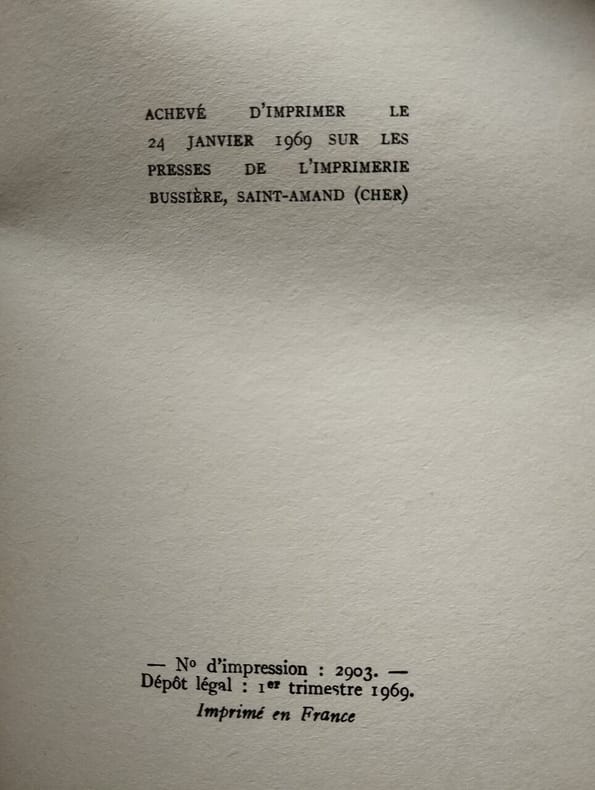 ACHEVÉ D'IMPRIMER LE
24 JANVIER 1969 SUR LES
PRESSES DE L'IMPRIMERIE
BUSSIÈRE, SAINT-AMAND (CHER)
— Nº d'impression : 2903. —
Dépôt légal : 1er trimestre 1969.
Imprimé en France